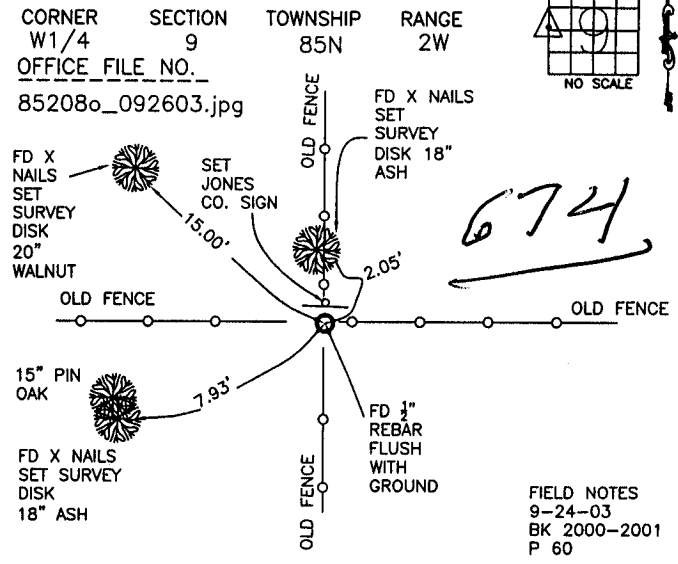 CORNER SECTION TOWNSHIP RANGE
W1/4 9 85N 2W
OFFICE FILE NO.
85208o_092603.jpg
9
NO SCALE
FD X
NAILS
SET
SURVEY
DISK
20"
WALNUT
SET
JONES
CO. SIGN
OLD FENCE
FD X NAILS
SET
SURVEY
DISK 18"
ASH
674
15.00'
2.05'
OLD FENCE
OLD FENCE
15" PIN
OAK
7.93'
FD X NAILS
SET SURVEY
DISK
18" ASH
OLD FENCE
FD 1/2"
REBAR
FLUSH
WITH
GROUND
FIELD NOTES
9-24-03
BK 2000-2001
P 60